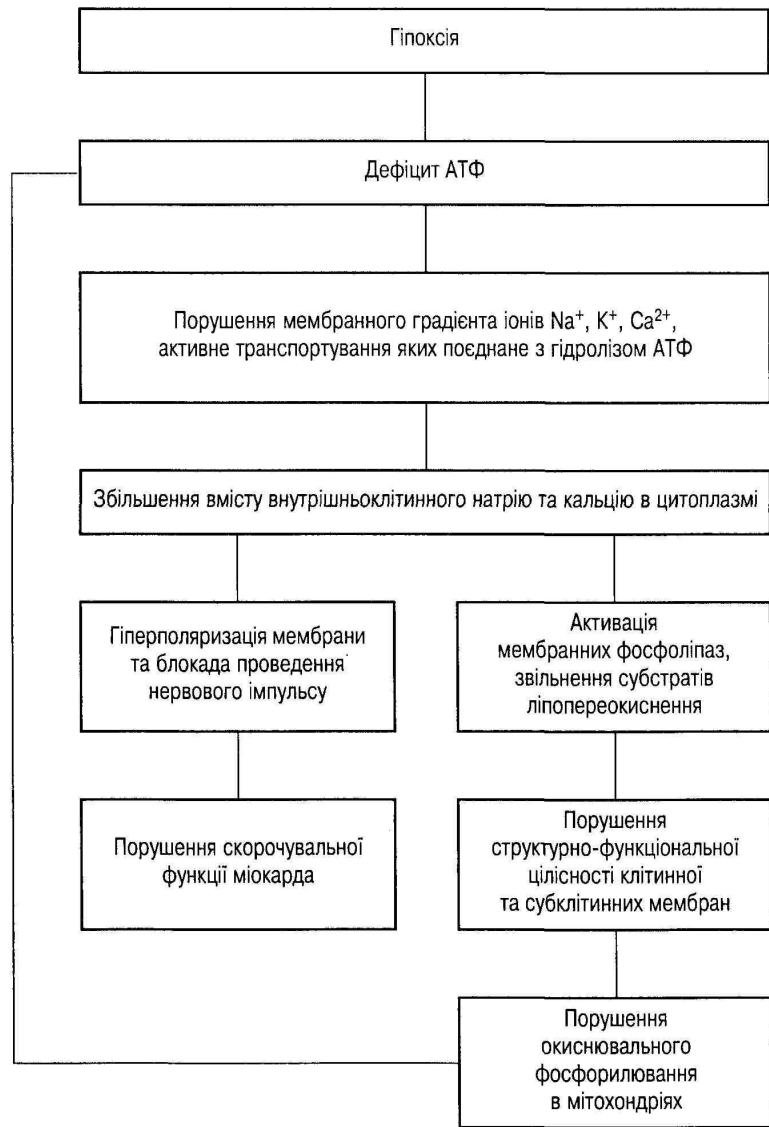 Гіпоксія
Дефіцит АТФ
Порушення мембранного градієнта іонів Na⁺, K⁺, Ca²⁺,
активне транспортування яких поєднане з гідролізом АТФ
Збільшення вмісту внутрішньоклітинного натрію та кальцію в цитоплазмі
Гіперполяризація мембрани
та блокада проведення
нервового імпульсу
Активація
мембранних фосфоліпаз,
звільнення субстратів
ліпопереокиснення
Порушення скорочувальної
функції міокарда
Порушення
структурно-функціональної
цілісності клітинної
та субклітинних мембран
Порушення
окиснювального
фосфорилювання
в мітохондріях